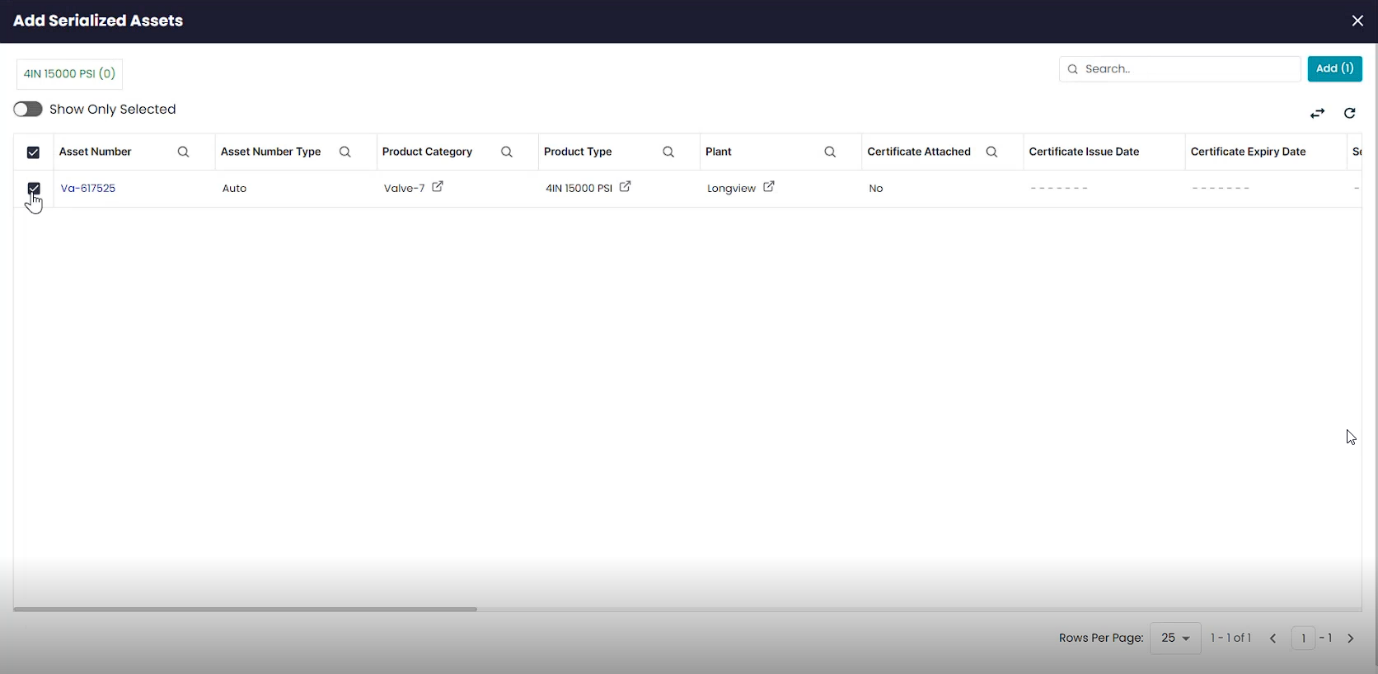 Add Serialized Assets
4IN 15000 PSI (0)
Search..
Add (1)
Show Only Selected
Asset Number Asset Number Type Product Category Product Type Plant Certificate Attached Certificate Issue Date Certificate Expiry Date
Va-617525 Auto Valve-7 4IN 15000 PSI Longview No - - - - - - - - - - - - - -
Rows Per Page: 25 1 - 1 of 1 1 - 1